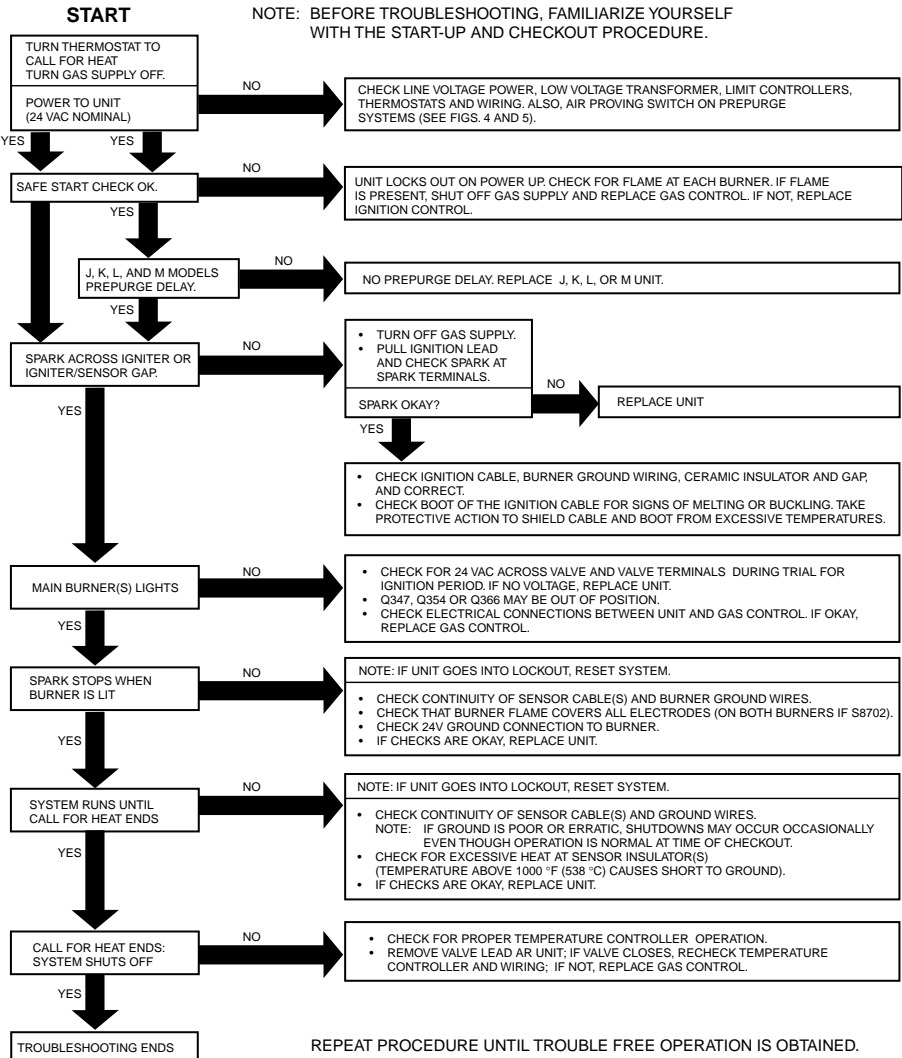 START
NOTE: BEFORE TROUBLESHOOTING, FAMILIARIZE YOURSELF
WITH THE START-UP AND CHECKOUT PROCEDURE.
TURN THERMOSTAT TO
CALL FOR HEAT
TURN GAS SUPPLY OFF.
POWER TO UNIT
(24 VAC NOMINAL)
NO
CHECK LINE VOLTAGE POWER, LOW VOLTAGE TRANSFORMER, LIMIT CONTROLLERS,
THERMOSTATS AND WIRING. ALSO, AIR PROVING SWITCH ON PREPURGE
SYSTEMS (SEE FIGS. 4 AND 5).
YES
YES
SAFE START CHECK OK.
NO
UNIT LOCKS OUT ON POWER UP. CHECK FOR FLAME AT EACH BURNER. IF FLAME
IS PRESENT, SHUT OFF GAS SUPPLY AND REPLACE GAS CONTROL. IF NOT, REPLACE
IGNITION CONTROL.
YES
J, K, L, AND M MODELS
PREPURGE DELAY.
NO
NO PREPURGE DELAY. REPLACE J, K, L, OR M UNIT.
YES
SPARK ACROSS IGNITER OR
IGNITER/SENSOR GAP.
NO
• TURN OFF GAS SUPPLY.
• PULL IGNITION LEAD
AND CHECK SPARK AT
SPARK TERMINALS.
SPARK OKAY?
NO
REPLACE UNIT
YES
YES
• CHECK IGNITION CABLE, BURNER GROUND WIRING, CERAMIC INSULATOR AND GAP,
AND CORRECT.
• CHECK BOOT OF THE IGNITION CABLE FOR SIGNS OF MELTING OR BUCKLING. TAKE
PROTECTIVE ACTION TO SHIELD CABLE AND BOOT FROM EXCESSIVE TEMPERATURES.
MAIN BURNER(S) LIGHTS
NO
• CHECK FOR 24 VAC ACROSS VALVE AND VALVE TERMINALS DURING TRIAL FOR
IGNITION PERIOD. IF NO VOLTAGE, REPLACE UNIT.
• Q347, Q354 OR Q366 MAY BE OUT OF POSITION.
• CHECK ELECTRICAL CONNECTIONS BETWEEN UNIT AND GAS CONTROL. IF OKAY,
REPLACE GAS CONTROL.
YES
SPARK STOPS WHEN
BURNER IS LIT
NO
NOTE: IF UNIT GOES INTO LOCKOUT, RESET SYSTEM.
• CHECK CONTINUITY OF SENSOR CABLE(S) AND BURNER GROUND WIRES.
• CHECK THAT BURNER FLAME COVERS ALL ELECTRODES (ON BOTH BURNERS IF S8702).
• CHECK 24V GROUND CONNECTION TO BURNER.
• IF CHECKS ARE OKAY, REPLACE UNIT.
YES
SYSTEM RUNS UNTIL
CALL FOR HEAT ENDS
NO
NOTE: IF UNIT GOES INTO LOCKOUT, RESET SYSTEM.
• CHECK CONTINUITY OF SENSOR CABLE(S) AND GROUND WIRES.
NOTE: IF GROUND IS POOR OR ERRATIC, SHUTDOWNS MAY OCCUR OCCASIONALLY
EVEN THOUGH OPERATION IS NORMAL AT TIME OF CHECKOUT.
• CHECK FOR EXCESSIVE HEAT AT SENSOR INSULATOR(S)
(TEMPERATURE ABOVE 1000 °F (538 °C) CAUSES SHORT TO GROUND).
• IF CHECKS ARE OKAY, REPLACE UNIT.
YES
CALL FOR HEAT ENDS:
SYSTEM SHUTS OFF
NO
• CHECK FOR PROPER TEMPERATURE CONTROLLER OPERATION.
• REMOVE VALVE LEAD AR UNIT; IF VALVE CLOSES, RECHECK TEMPERATURE
CONTROLLER AND WIRING; IF NOT, REPLACE GAS CONTROL.
YES
TROUBLESHOOTING ENDS
REPEAT PROCEDURE UNTIL TROUBLE FREE OPERATION IS OBTAINED.